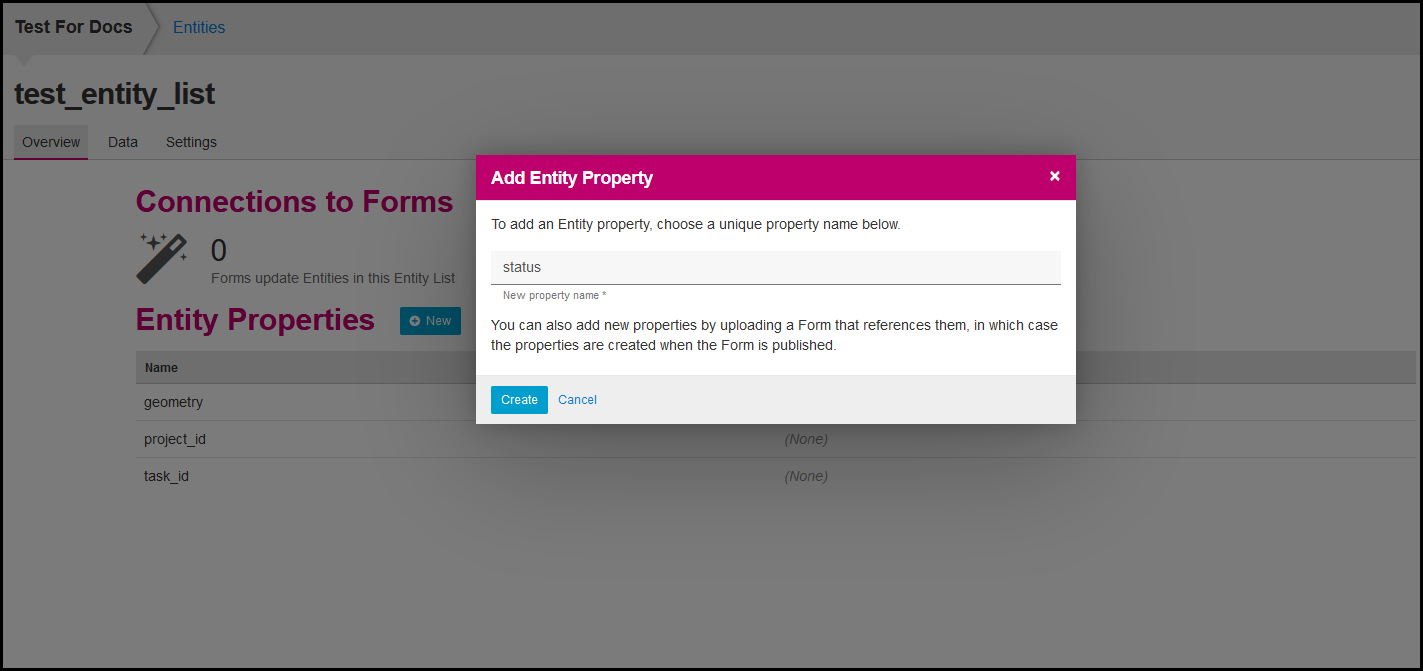 Test For Docs
Entities
test_entity_list
Overview
Data
Settings
Connections to Forms
0
Forms update Entities in this Entity List
Entity Properties
New
Name
geometry
project_id
(None)
task_id
(None)
Add Entity Property
×
To add an Entity property, choose a unique property name below.
status
New property name *
You can also add new properties by uploading a Form that references them, in which case
the properties are created when the Form is published.
Create
Cancel